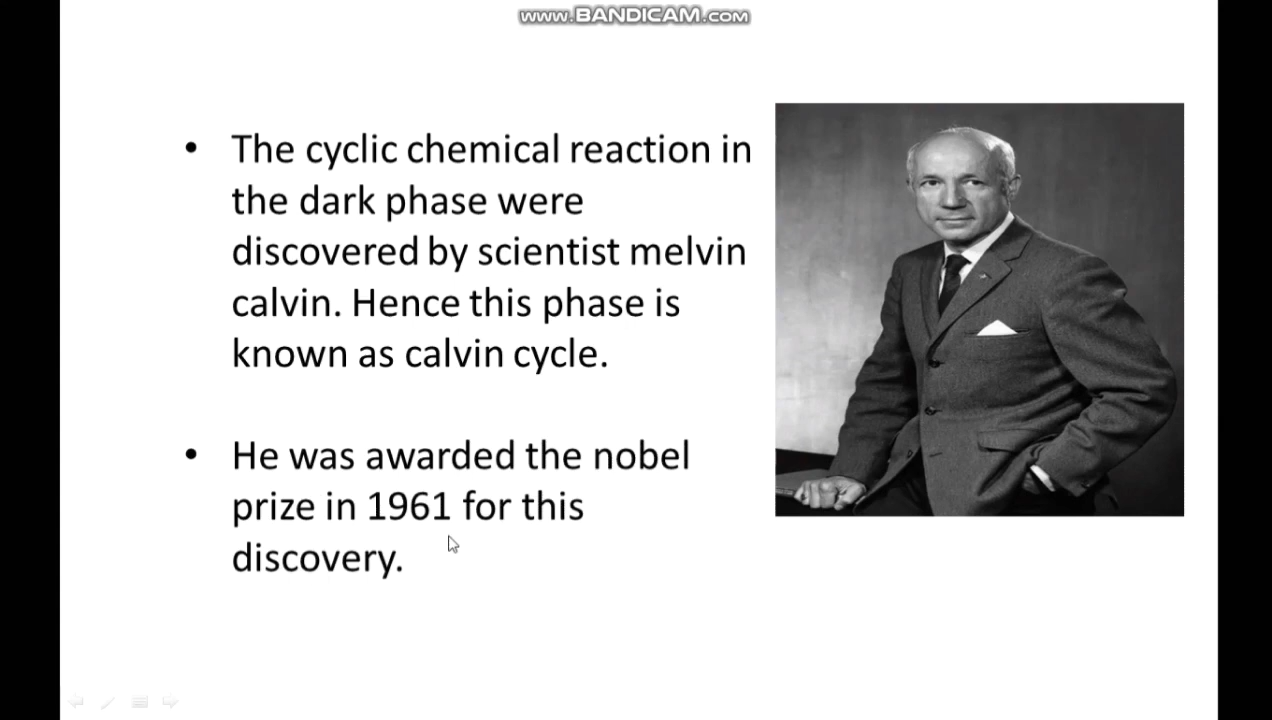 www.BANDICAM.com
• The cyclic chemical reaction in
the dark phase were
discovered by scientist melvin
calvin. Hence this phase is
known as calvin cycle.
• He was awarded the nobel
prize in 1961 for this
discovery.